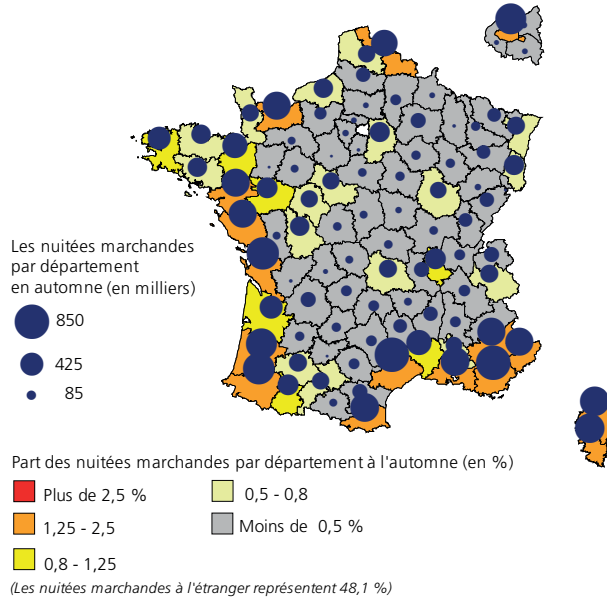 Les nuitées marchandes
par département
en automne (en milliers)
850
425
85
Part des nuitées marchandes par département à l'automne (en %)
Plus de 2,5 %
0,5 - 0,8
1,25 - 2,5
Moins de 0,5 %
0,8 - 1,25
(Les nuitées marchandes à l'étranger représentent 48,1 %)